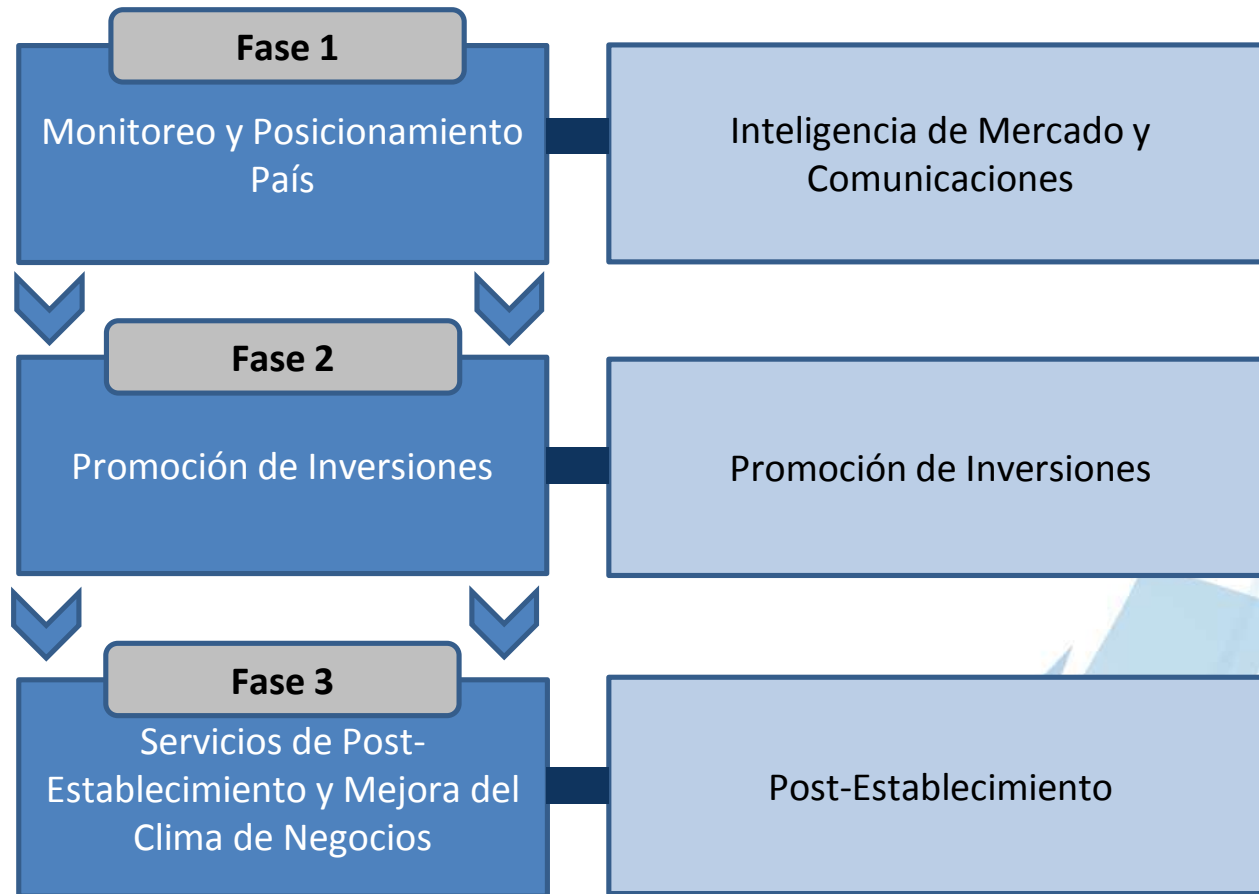 Fase 1
Monitoreo y Posicionamiento
País
Inteligencia de Mercado y
Comunicaciones
Fase 2
Promoción de Inversiones
Promoción de Inversiones
Fase 3
Servicios de Post-
Establecimiento y Mejora del
Clima de Negocios
Post-Establecimiento